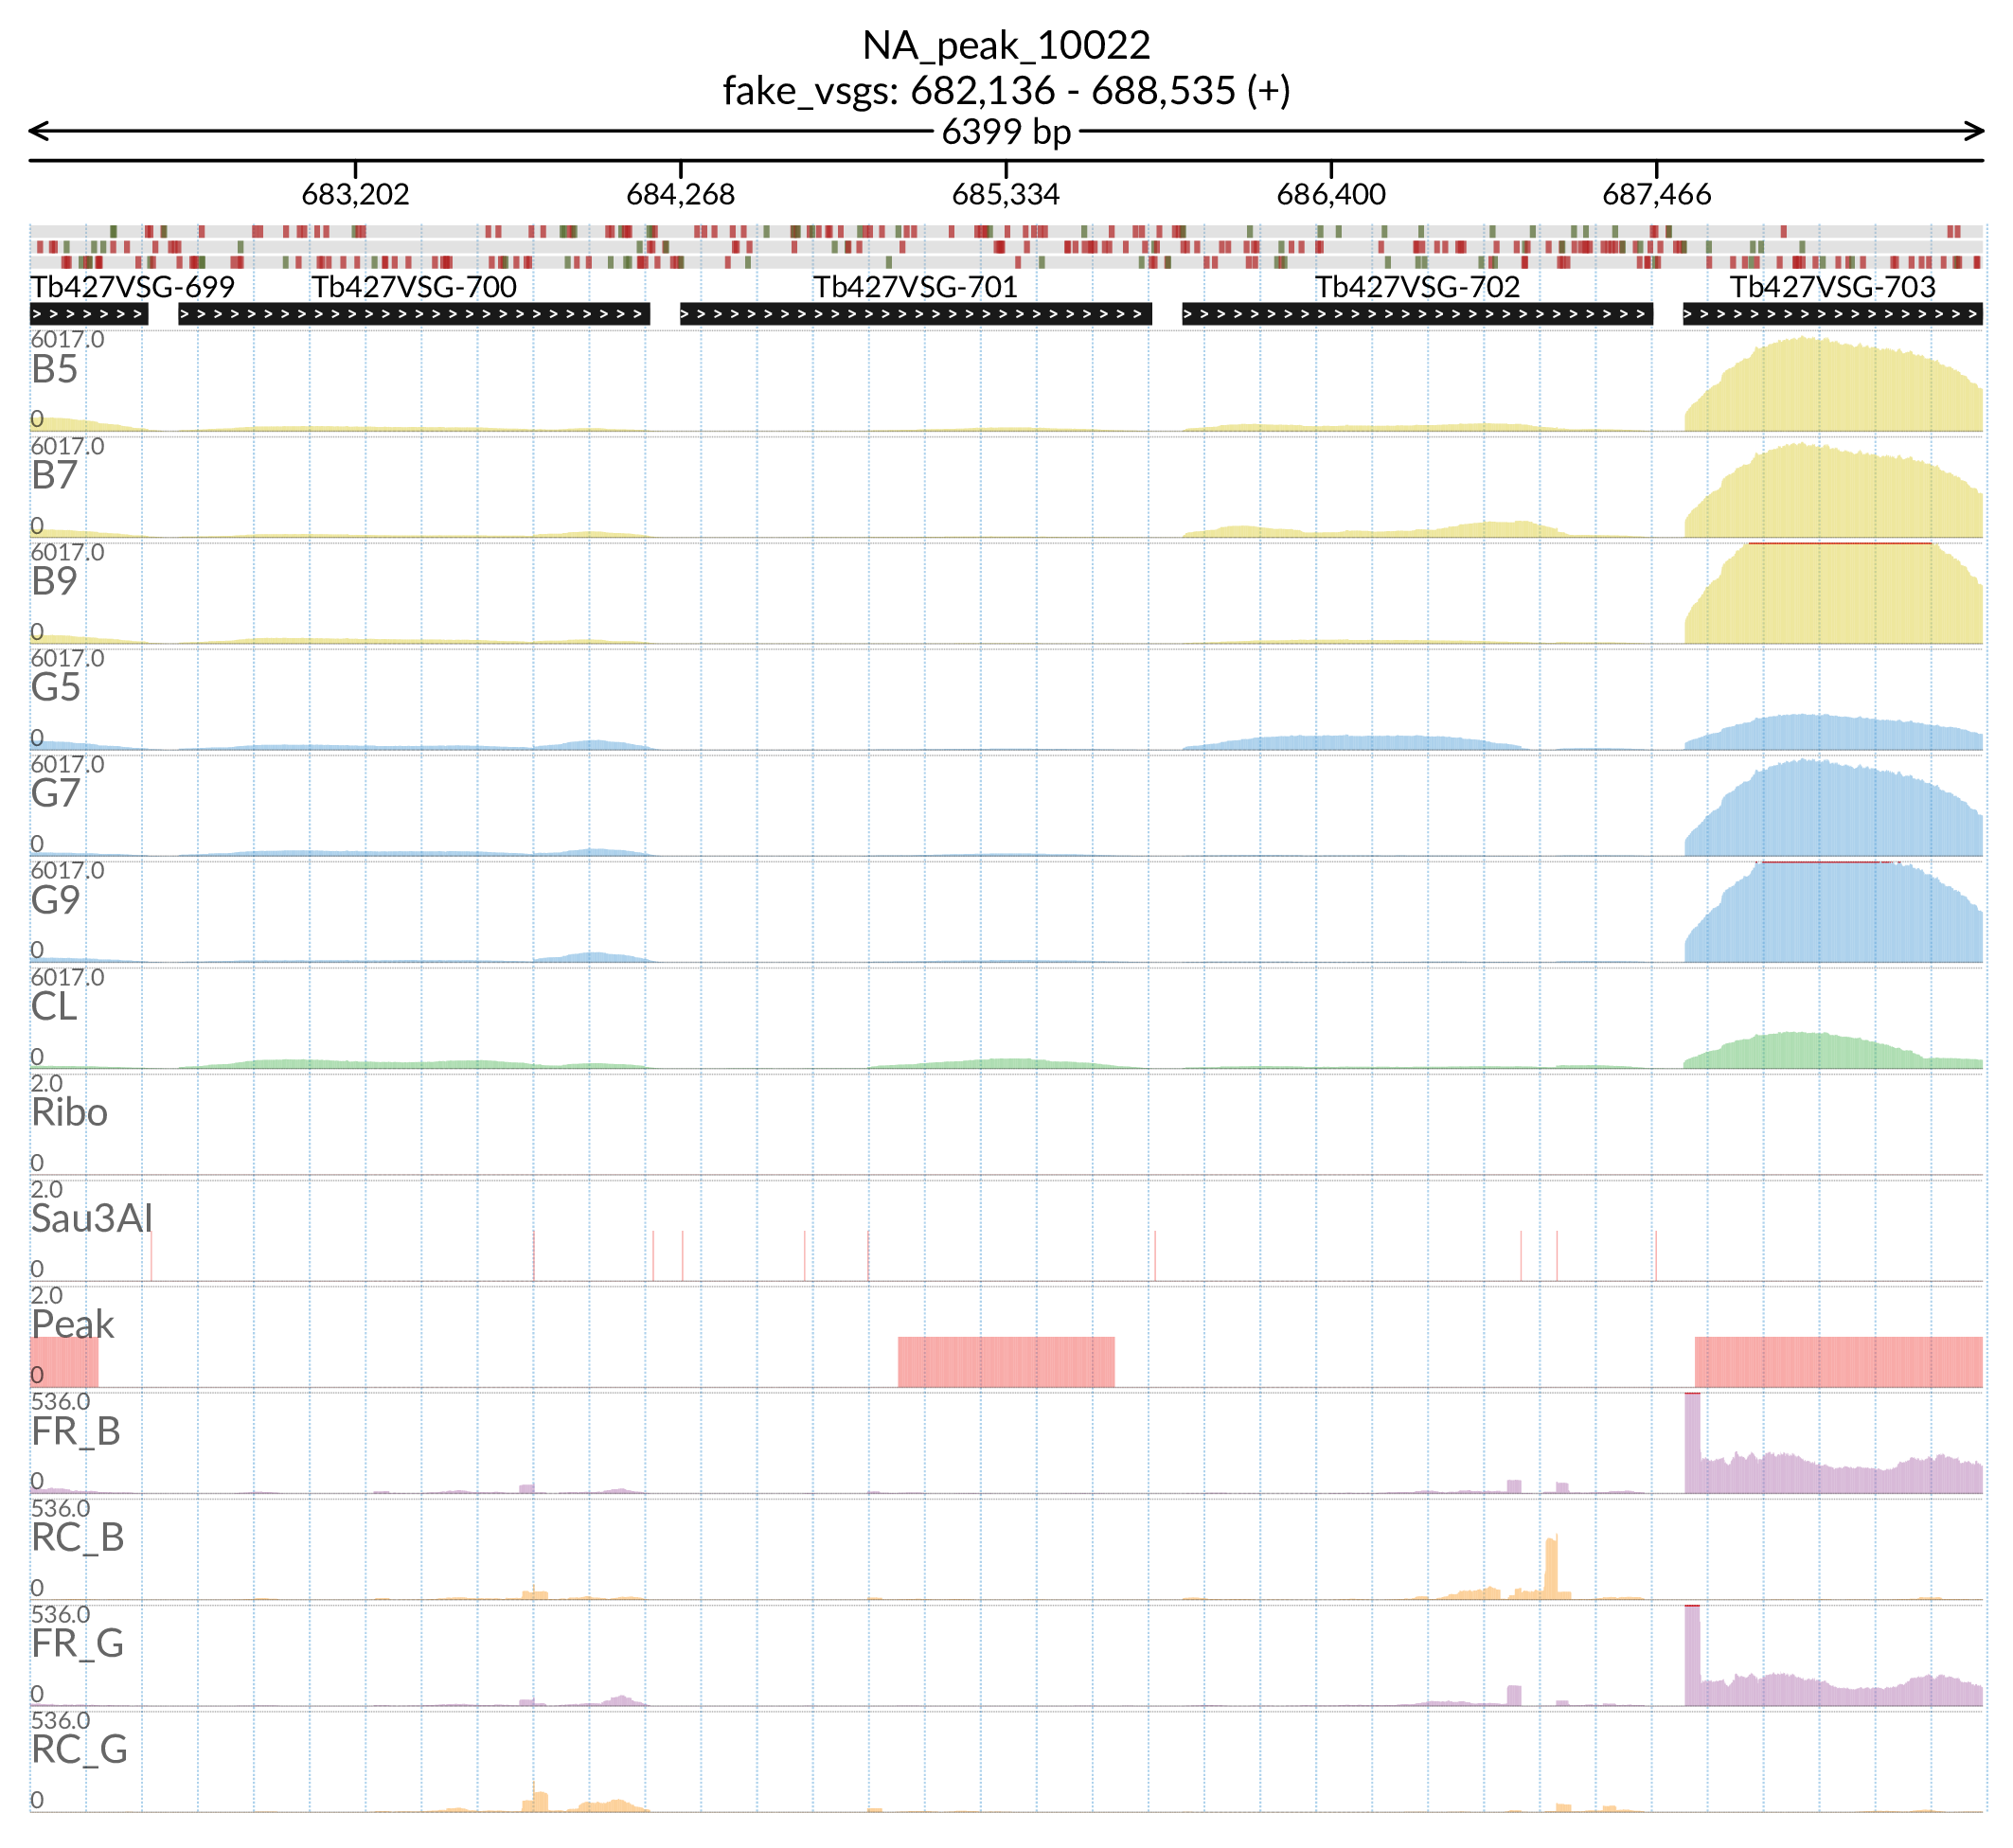 NA_peak_10022
fake_vsgs: 682,136 - 688,535 (+)
6399 bp
683,202 684,268 685,334 686,400 687,466
Tb427VSG-699 Tb427VSG-700 Tb427VSG-701 Tb427VSG-702 Tb427VSG-703
6017.0
B5
0
6017.0
B7
0
6017.0
B9
0
6017.0
G5
0
6017.0
G7
0
6017.0
G9
0
6017.0
CL
0
2.0
Ribo
0
2.0
Sau3AI
0
2.0
Peak
0
536.0
FR_B
0
536.0
RC_B
0
536.0
FR_G
0
536.0
RC_G
0